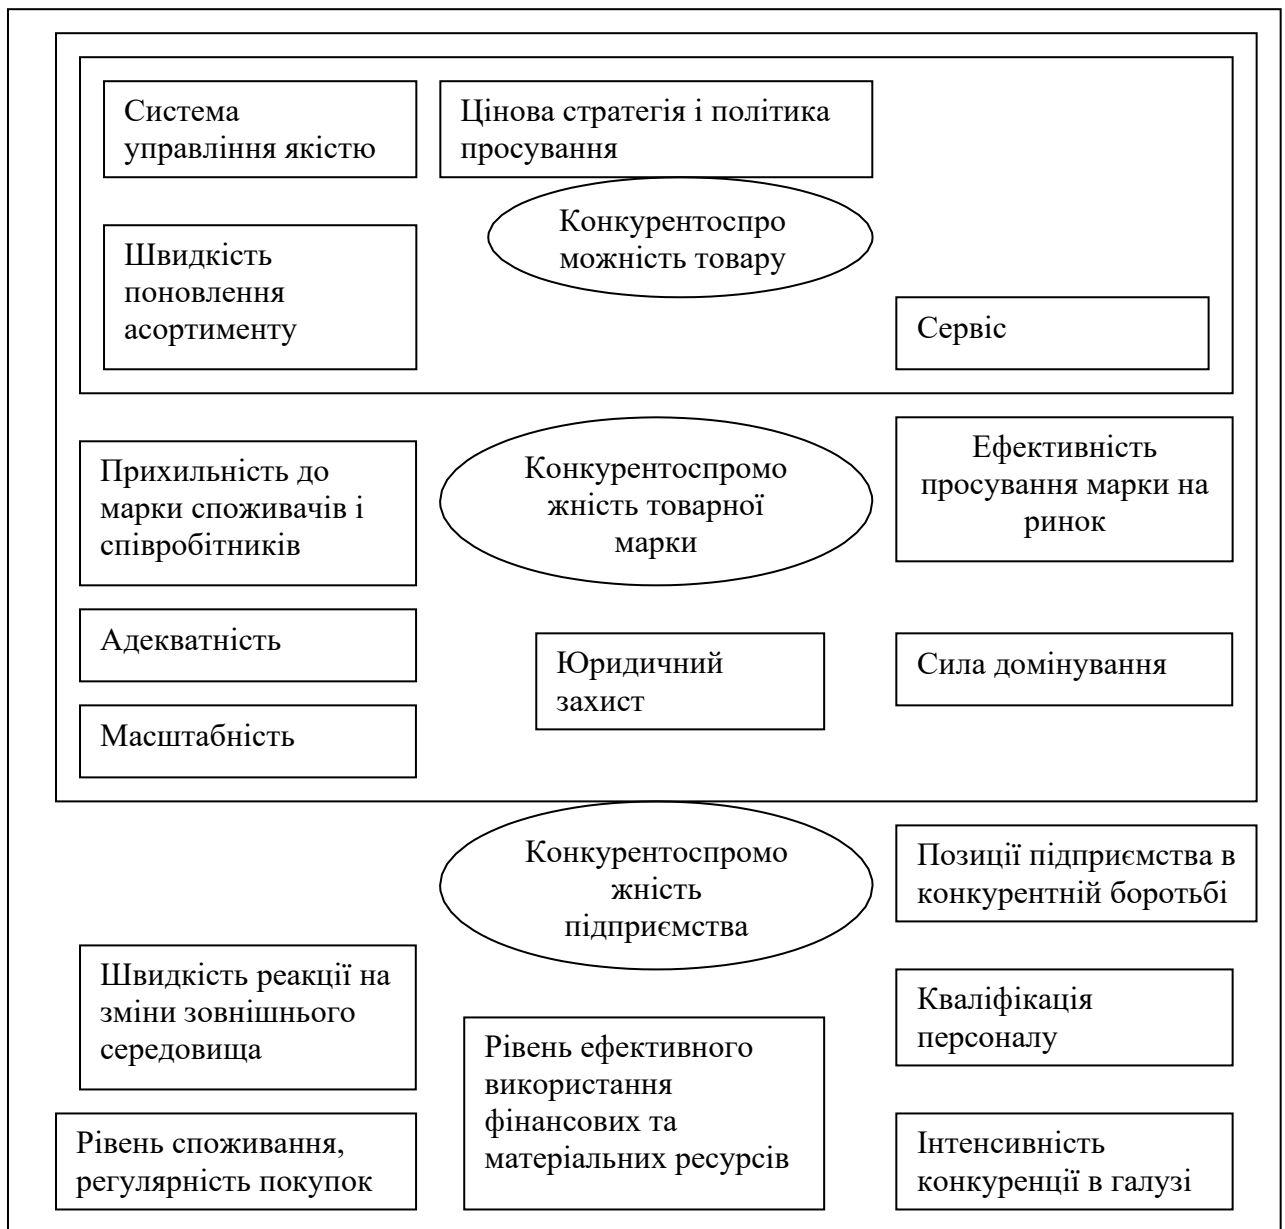 Система
управління якістю
Цінова стратегія і політика
просування
Конкурентоспро
можність товару
Швидкість
поновлення
асортименту
Сервіс
Прихильність до
марки споживачів і
співробітників
Конкурентоспромо
жність товарної
марки
Ефективність
просування марки на
ринок
Адекватність
Юридичний
захист
Сила домінування
Масштабність
Конкурентоспромо
жність
підприємства
Позиції підприємства в
конкурентній боротьбі
Швидкість реакції на
зміни зовнішнього
середовища
Рівень ефективного
використання
фінансових та
матеріальних ресурсів
Кваліфікація
персоналу
Рівень споживання,
регулярність покупок
Інтенсивність
конкуренції в галузі